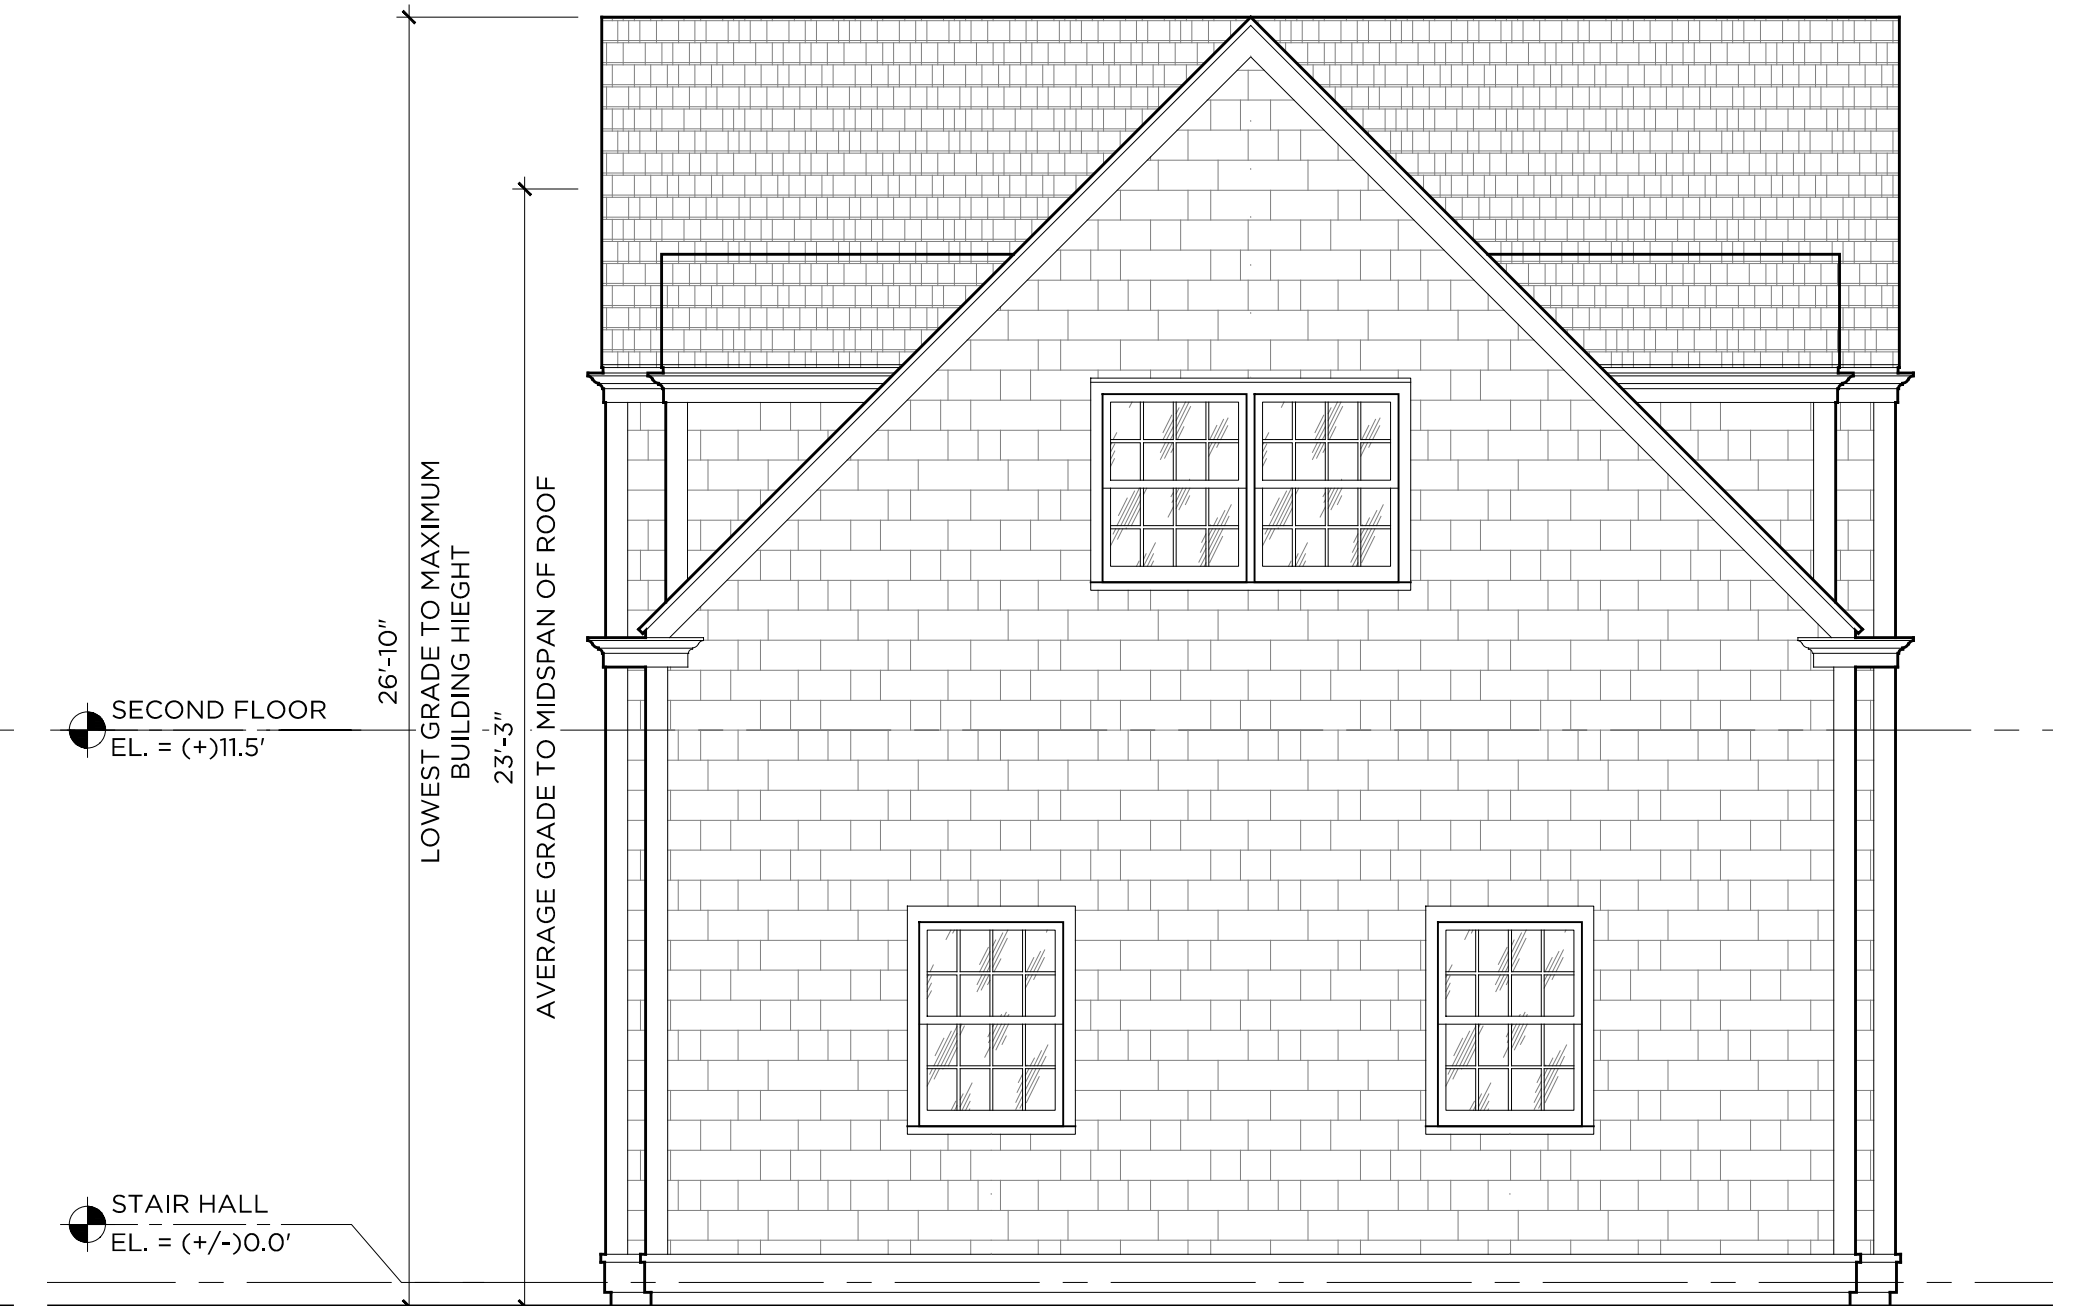 SECOND FLOOR
EL. = (+)11.5'
STAIR HALL
EL. = (+/-)0.0'
26'-10"
LOWEST GRADE TO MAXIMUM
BUILDING HIEGHT
23'-3"
AVERAGE GRADE TO MIDSPAN OF ROOF